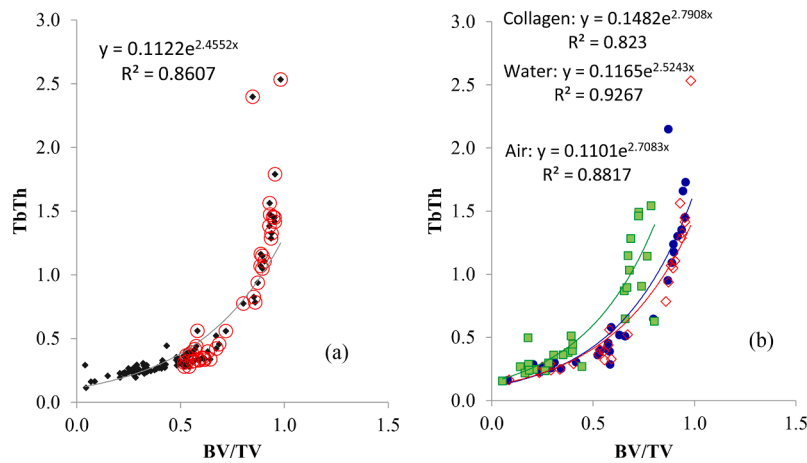 3.0
2.5
2.0
1.5
1.0
0.5
0.0
TbTh
y = 0.1122e^2.4552x
R² = 0.8607
(a)
0.0
0.5
1.0
1.5
BV/TV
3.0
2.5
2.0
1.5
1.0
0.5
0.0
TbTh
Collagen: y = 0.1482e^2.7908x
R² = 0.823
Water: y = 0.1165e^2.5243x
R² = 0.9267
Air: y = 0.1101e^2.7083x
R² = 0.8817
(b)
0.0
0.5
1.0
1.5
BV/TV